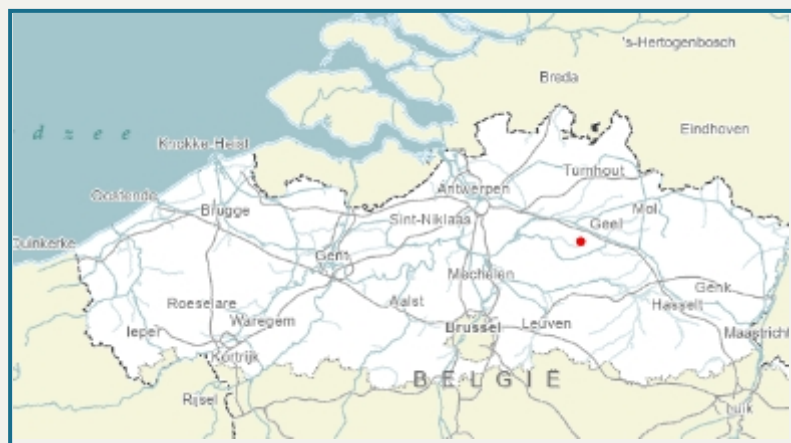 's-Hertogenbosch
Breda
d z e e
Eindhoven
Knokke-Heist
Turnhout
Oostende
Antwerpen
Brugge
Sint-Niklaas
Mol
Geel
Duinkerke
Gent
Mechelen
Genk
Roeselare
Aalst
Hasselt
Ieper
Waregem
Brussel
Leuven
Maastricht
Kortrijk
BELGIË
Rijsel
Luik